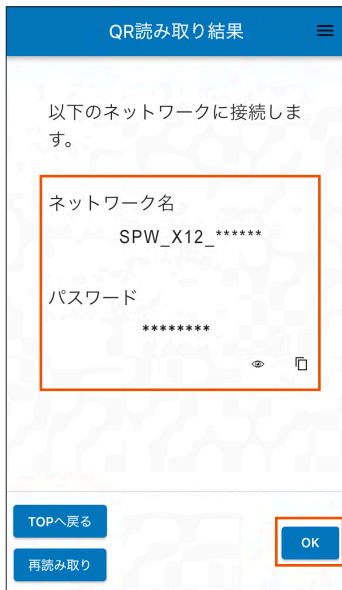 QR読み取り結果
以下のネットワークに接続しま
す。
ネットワーク名
SPW_X12_******
パスワード
********
TOPへ戻る
再読み取り
OK